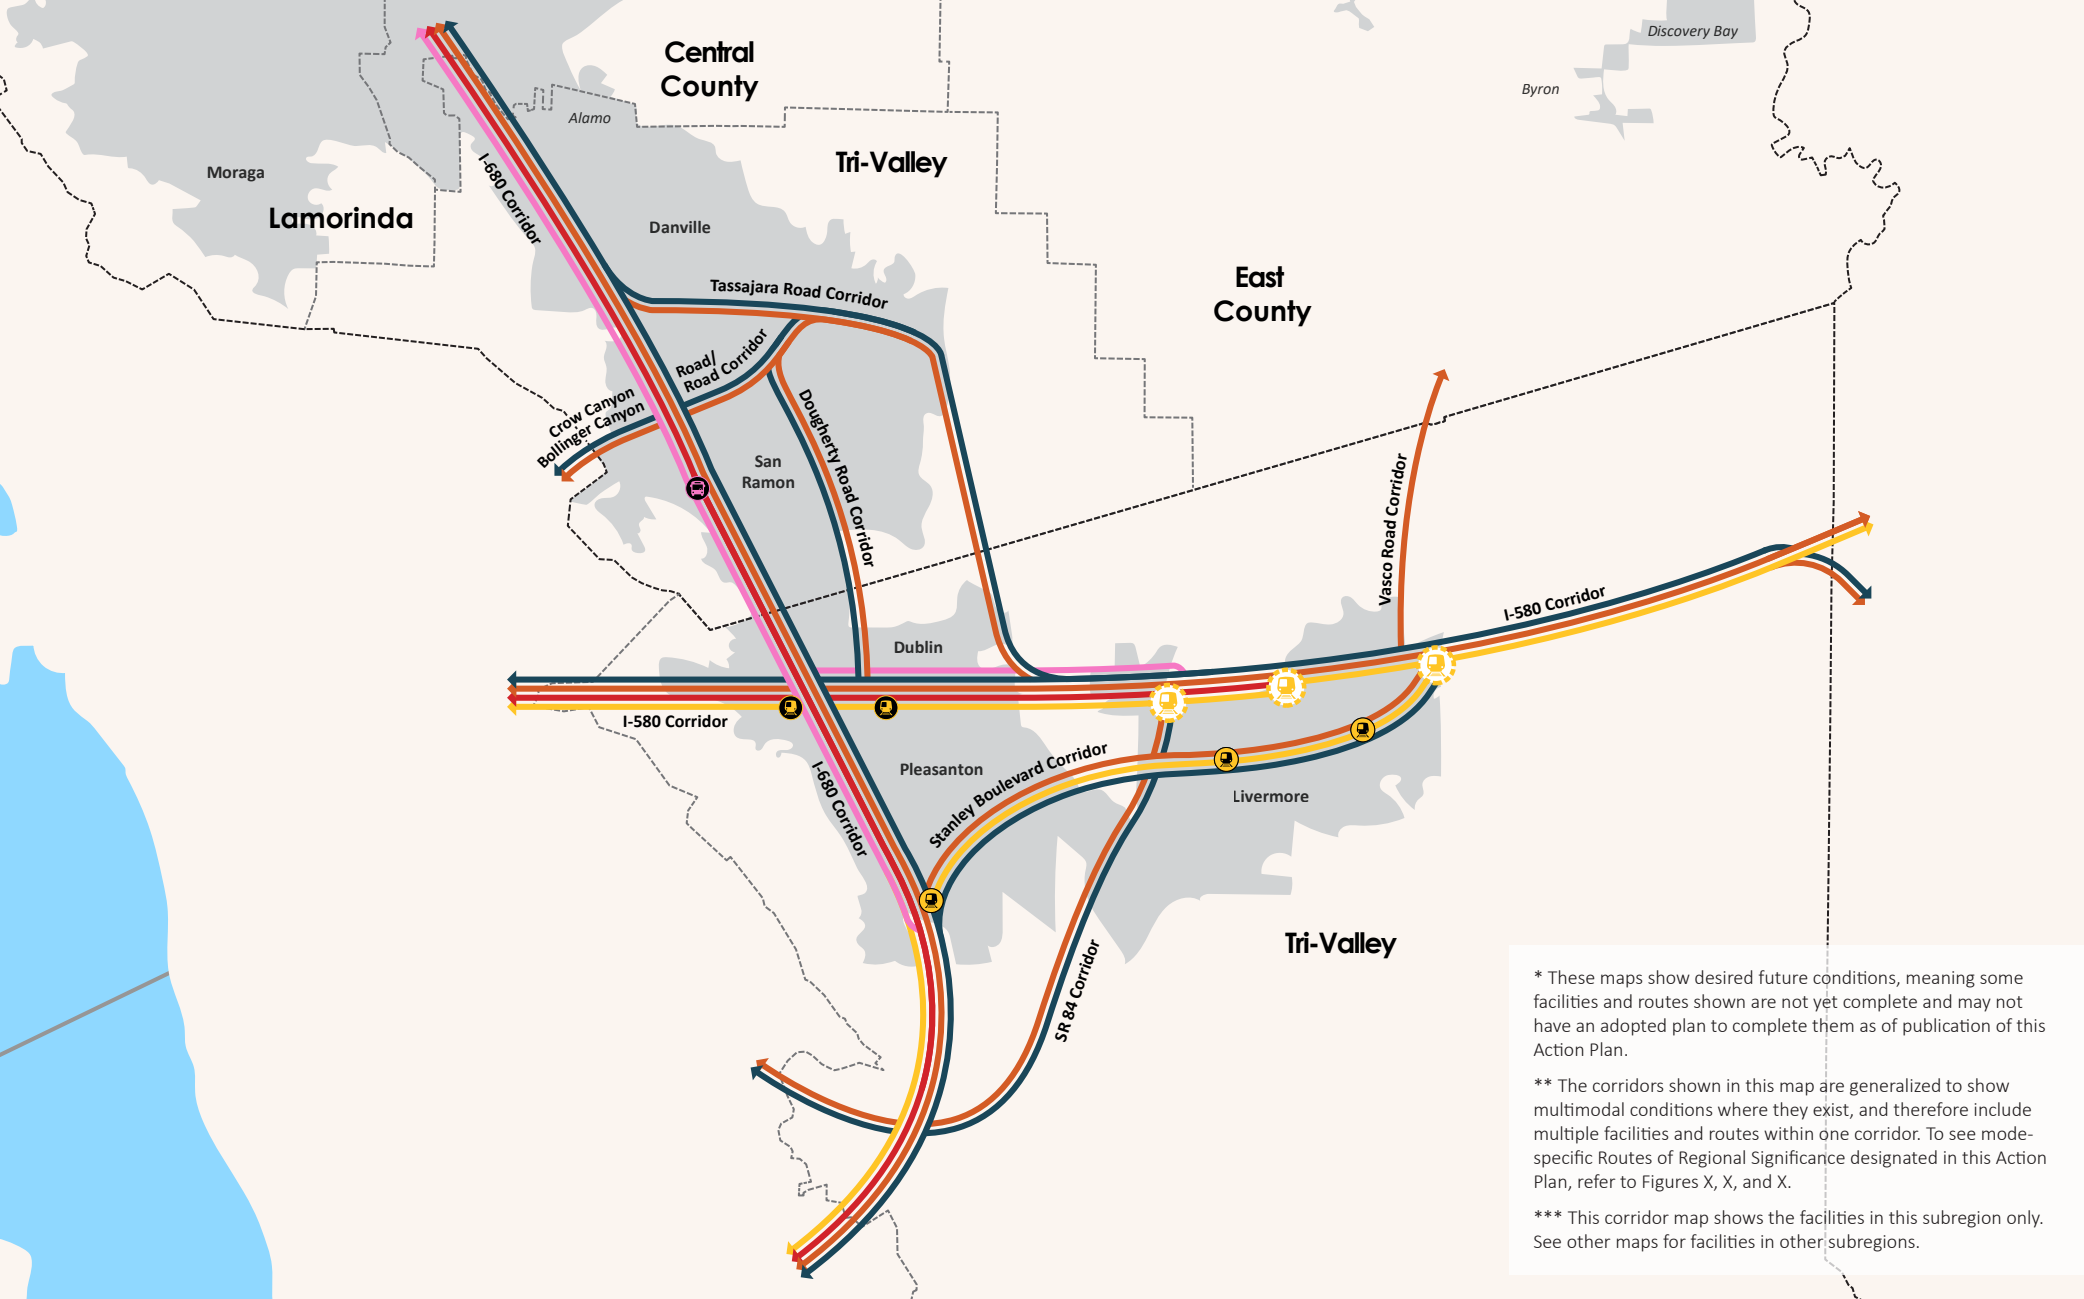 Central
County
Discovery Bay
Byron
Alamo
Tri-Valley
Moraga
Lamorinda
I-680 Corridor
Danville
East
County
Tassajara Road Corridor
Road/
Road Corridor
Crow Canyon
Bollinger Canyon
San
Ramon
Dougherty Road Corridor
Vasco Road Corridor
I-580 Corridor
Dublin
I-580 Corridor
I-680 Corridor
Pleasanton
Stanley Boulevard Corridor
Livermore
SR 84 Corridor
Tri-Valley
* These maps show desired future conditions, meaning some
facilities and routes shown are not yet complete and may not
have an adopted plan to complete them as of publication of this
Action Plan.
** The corridors shown in this map are generalized to show
multimodal conditions where they exist, and therefore include
multiple facilities and routes within one corridor. To see mode-
specific Routes of Regional Significance designated in this Action
Plan, refer to Figures X, X, and X.
*** This corridor map shows the facilities in this subregion only.
See other maps for facilities in other subregions.